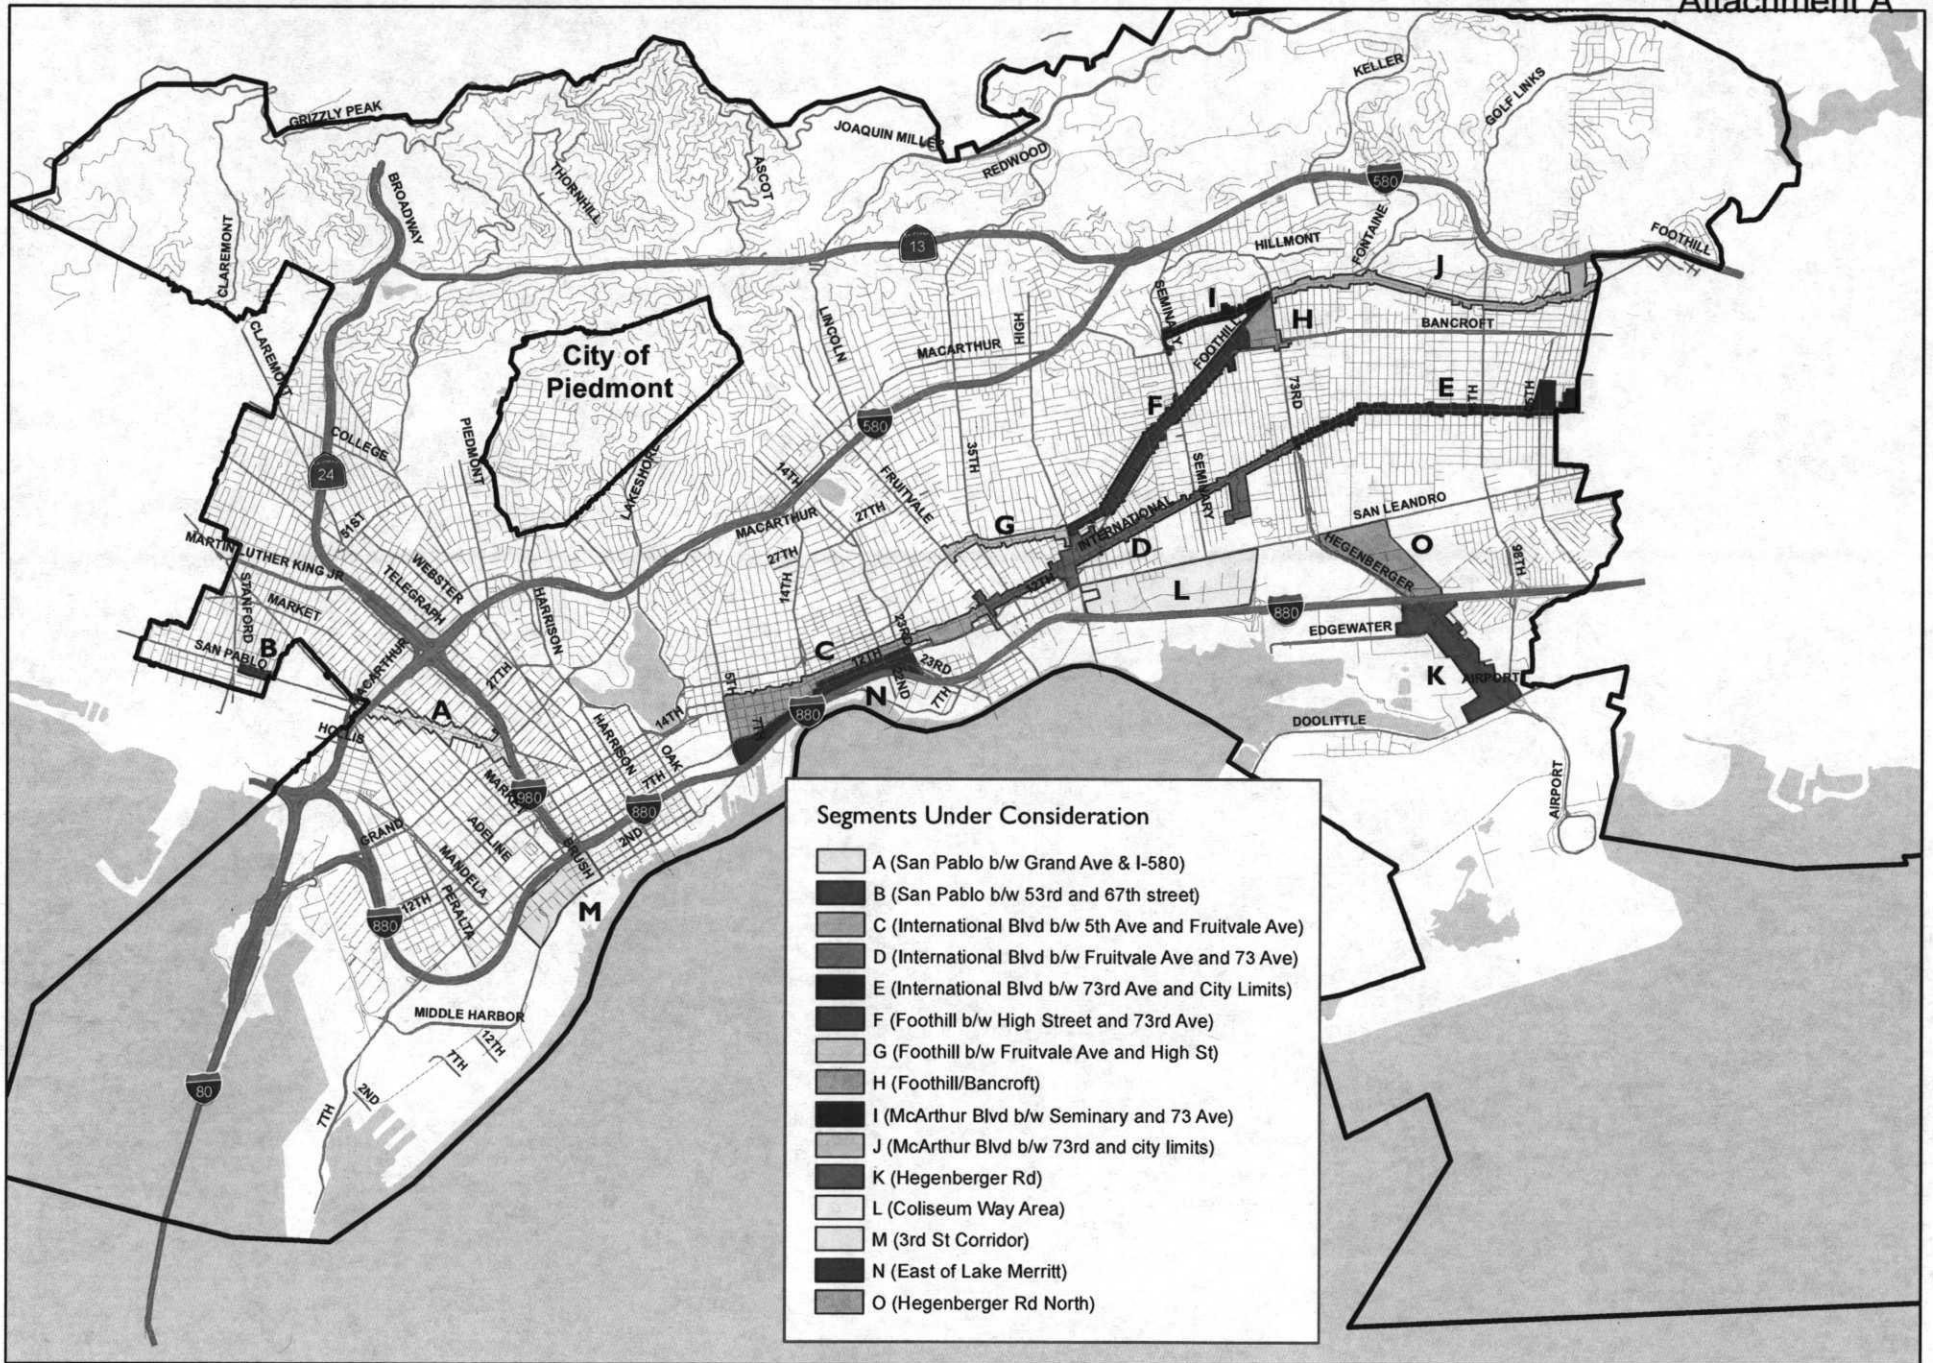 Attachment A
GRIZZLY PEAK
KELLER
GOLF LINKS
JOAQUIN MILLER
REDWOOD
ASCOT
THORNHILL
BROADWAY
CLAREMONT
580
FOOTHILL
13
HILLMONT
FONTAINE
J
CLAREMONT
SEMINARY
I
H
LINCOLN
HIGH
MACARTHUR
FOOTHILL
BANCROFT
City of
Piedmont
F
73RD
E
580
COLLEGE
PIEDMONT
24
LAKESHORE
14TH
FRUITVALE
35TH
SEMINARY
51ST
MACARTHUR
27TH
G
INTERNATIONAL
SAN LEANDRO
MARTIN LUTHER KING JR
WEBSTER
TELEGRAPH
27TH
14TH
D
HEGENBERGER
O
98TH
STANFORD
MARKET
HARRISON
12TH
L
880
SAN PABLO
B
23RD
EDGEWATER
C
12TH
23RD
27TH
5TH
N
7TH
K
AIRPORT
A
14TH
7TH
880
DOOLITTLE
HARRISON
OAK
7TH
980
880
2ND
AIRPORT
GRAND
ADELINE
BRUSH
MANDELA
PERALTA
12TH
880
M
MIDDLE HARBOR
12TH
7TH
2ND
7TH
80
Segments Under Consideration
A (San Pablo b/w Grand Ave & I-580)
B (San Pablo b/w 53rd and 67th street)
C (International Blvd b/w 5th Ave and Fruitvale Ave)
D (International Blvd b/w Fruitvale Ave and 73 Ave)
E (International Blvd b/w 73rd Ave and City Limits)
F (Foothill b/w High Street and 73rd Ave)
G (Foothill b/w Fruitvale Ave and High St)
H (Foothill/Bancroft)
I (McArthur Blvd b/w Seminary and 73 Ave)
J (McArthur Blvd b/w 73rd and city limits)
K (Hegenberger Rd)
L (Coliseum Way Area)
M (3rd St Corridor)
N (East of Lake Merritt)
O (Hegenberger Rd North)